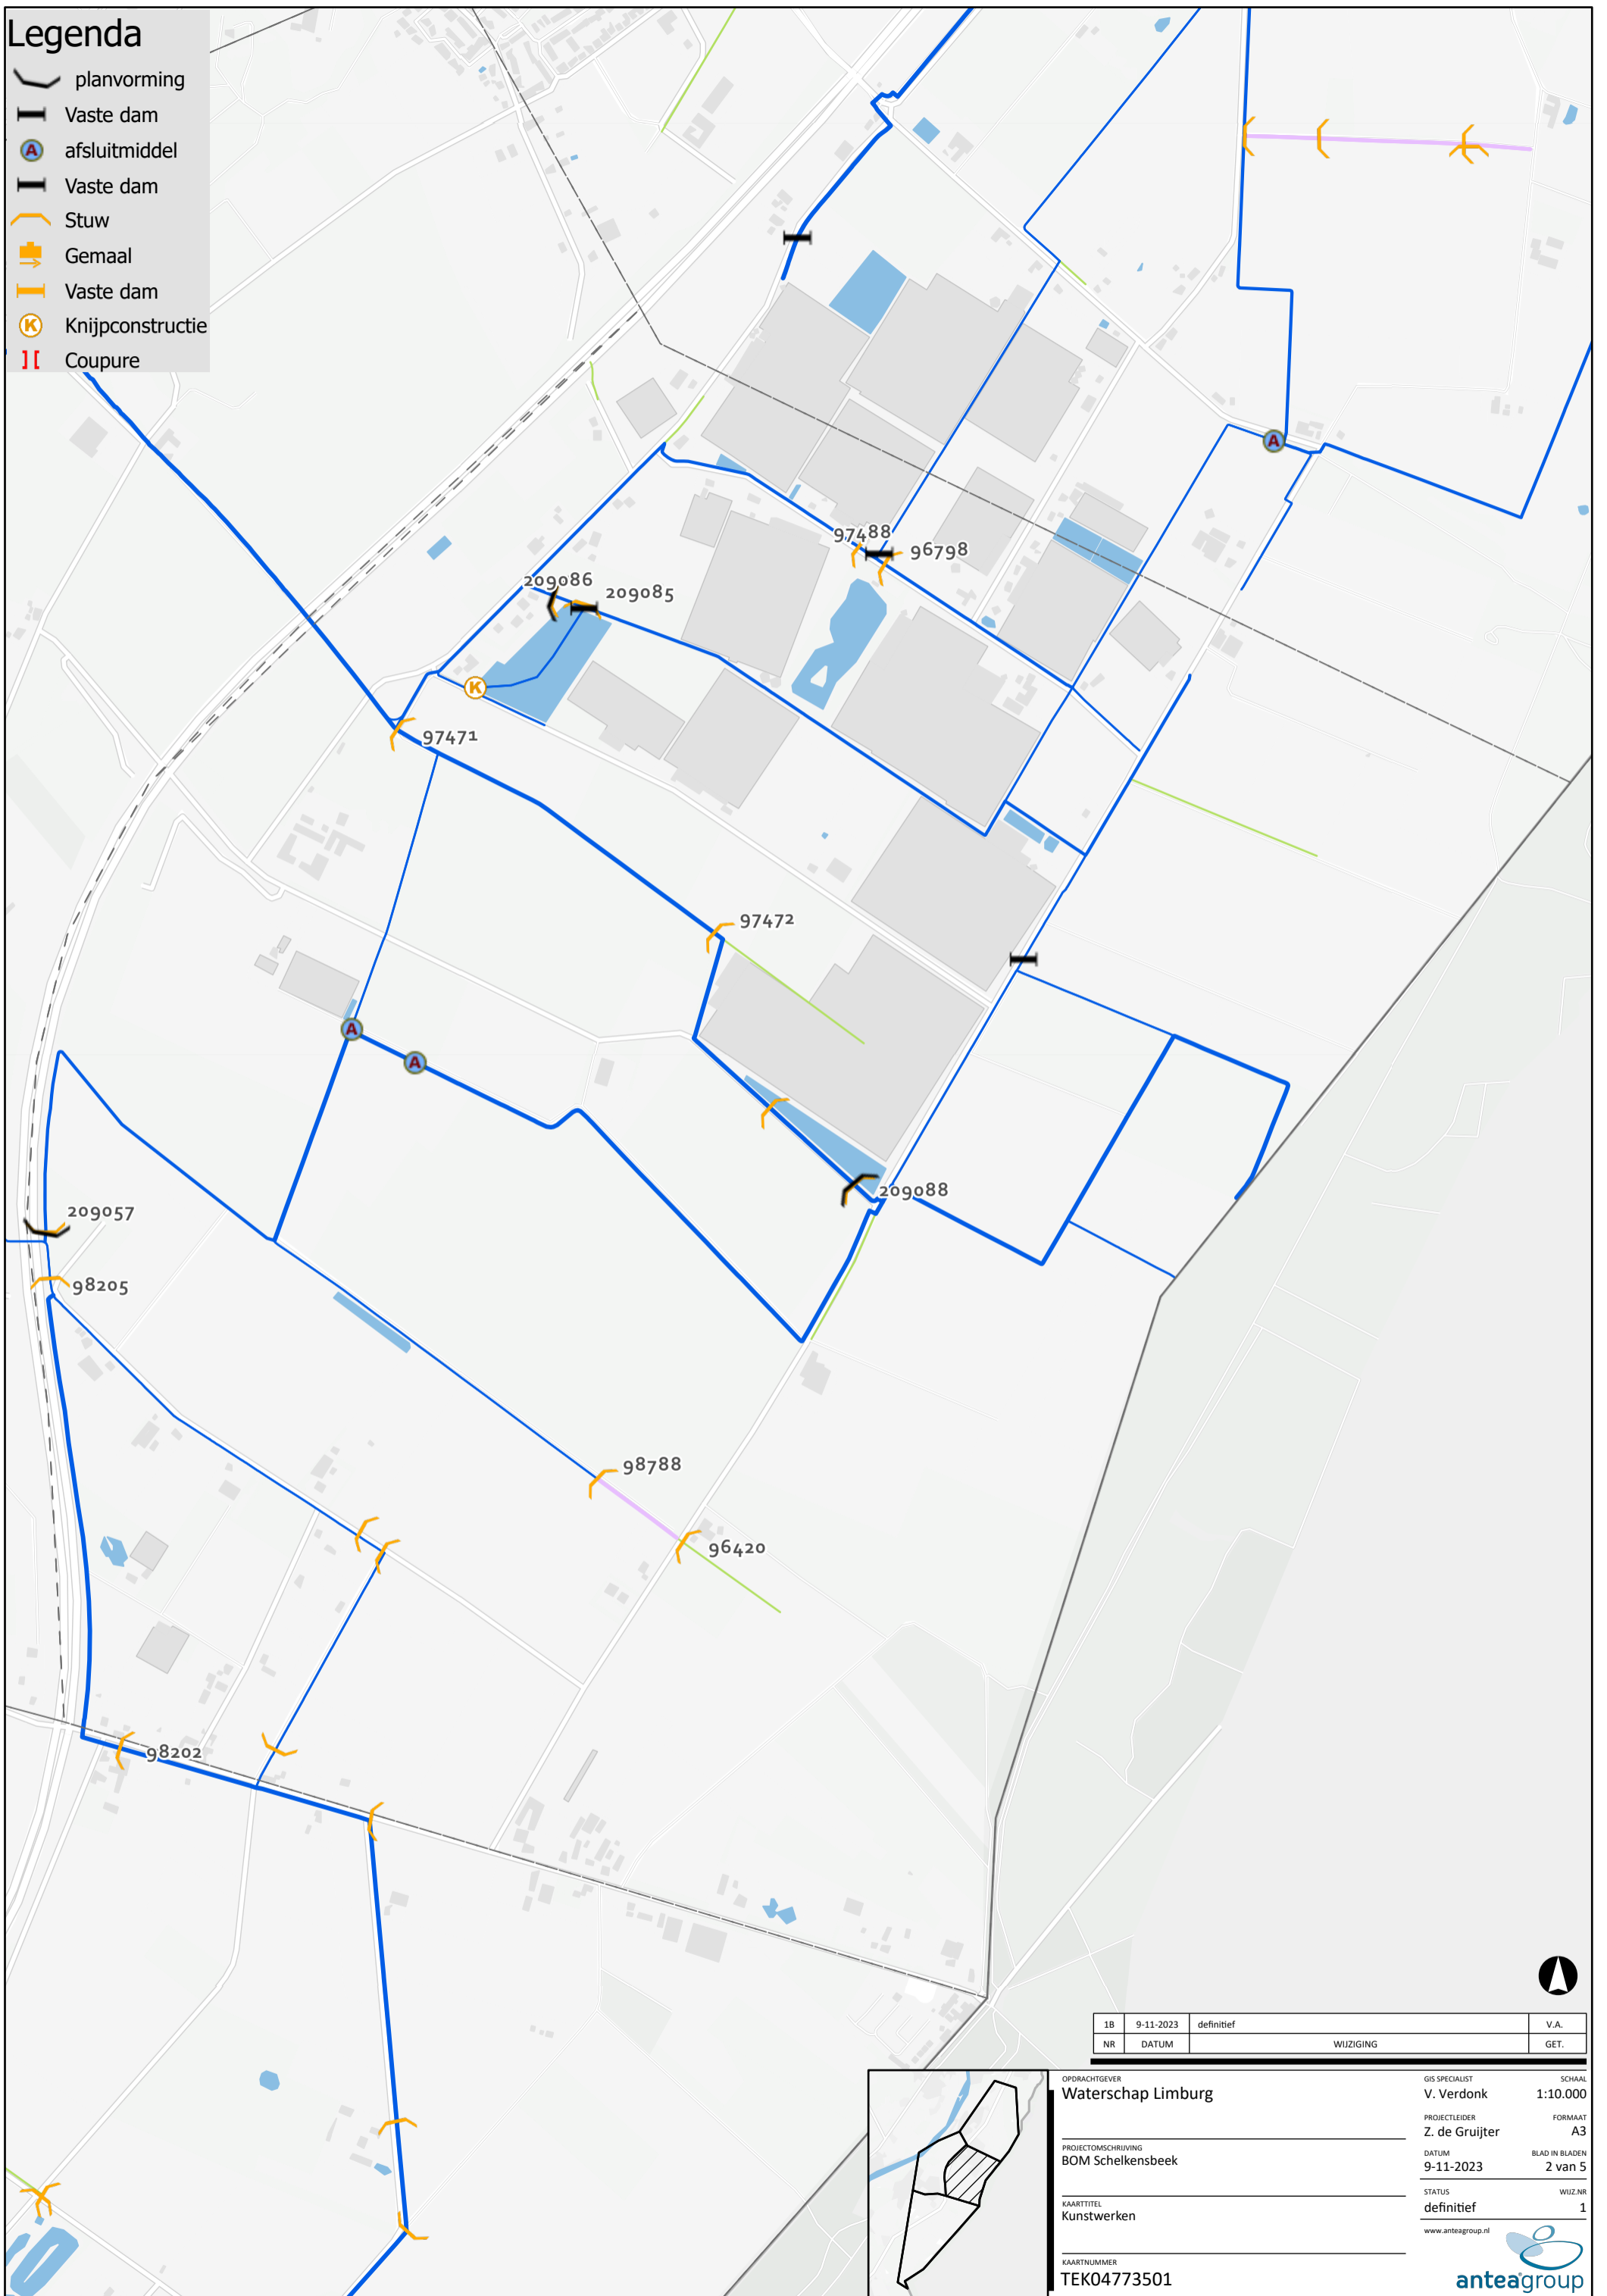 Legenda
planvorming
Vaste dam
A afsluitmiddel
Vaste dam
Stuw
Gemaal
Vaste dam
K Knijpconstructie
Coupure
A
97488
96798
209086
209085
K
97471
97472
A
A
209088
209057
98205
98788
96420
98202
1B 9-11-2023 definitief V.A.
NR DATUM WIJZIGING GET.
OPDRACHTGEVER
Waterschap Limburg
PROJECTOMSCHRIJVING
BOM Schelkensbeek
KAARTTITEL
Kunstwerken
KAARTNUMMER
TEK04773501
GIS SPECIALIST SCHAAL
V. Verdonk 1:10.000
PROJECTLEIDER FORMAAT
Z. de Gruijter A3
DATUM BLAD IN BLADEN
9-11-2023 2 van 5
STATUS WIJZ.NR
definitief 1
www.anteagroup.nl
anteagroup